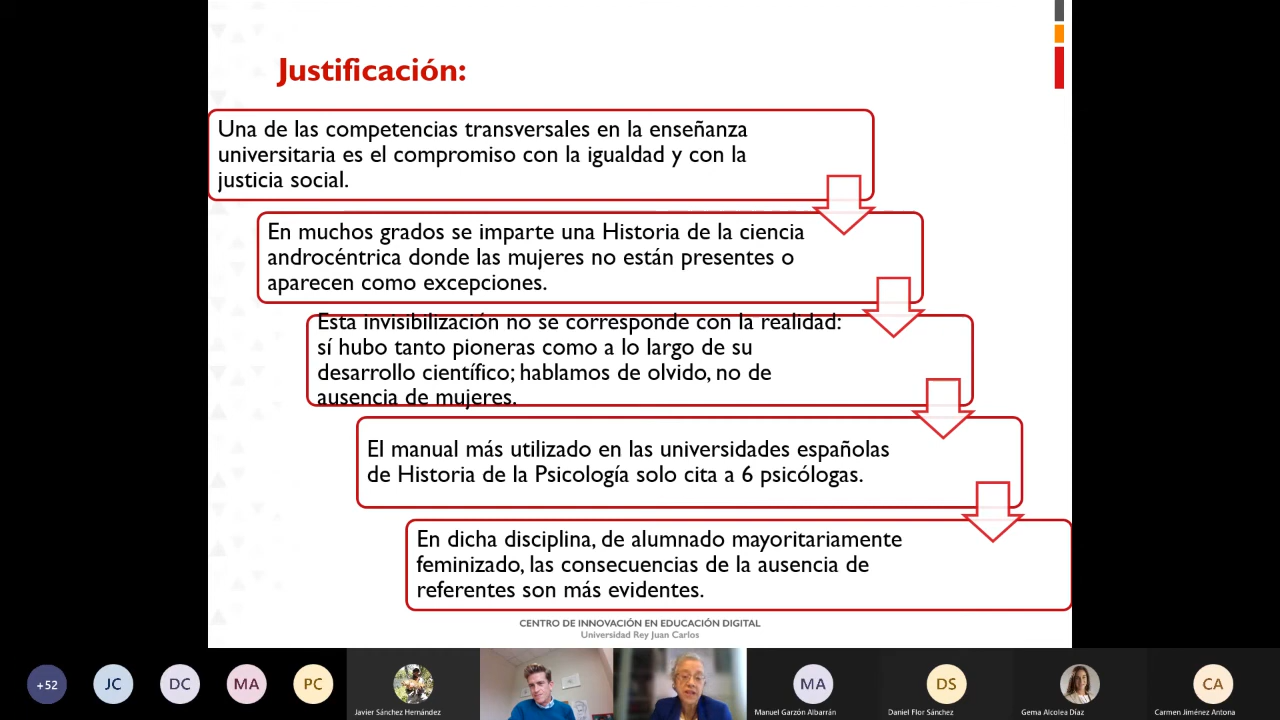 Justificación:
Una de las competencias transversales en la enseñanza
universitaria es el compromiso con la igualdad y con la
justicia social.
En muchos grados se imparte una Historia de la ciencia
androcéntrica donde las mujeres no están presentes o
aparecen como excepciones.
Esta invisibilización no se corresponde con la realidad:
sí hubo tanto pioneras como a lo largo de su
desarrollo científico; hablamos de olvido, no de
ausencia de mujeres.
El manual más utilizado en las universidades españolas
de Historia de la Psicología solo cita a 6 psicólogas.
En dicha disciplina, de alumnado mayoritariamente
feminizado, las consecuencias de la ausencia de
referentes son más evidentes.
CENTRO DE INNOVACIÓN EN EDUCACIÓN DIGITAL
Universidad Rey Juan Carlos
+52
JC
DC
MA
PC
Javier Sánchez Hernández
MA
Manuel Garzón Albarrán
DS
Daniel Flor Sánchez
Gema Alcolea Díaz
CA
Carmen Jiménez Antona